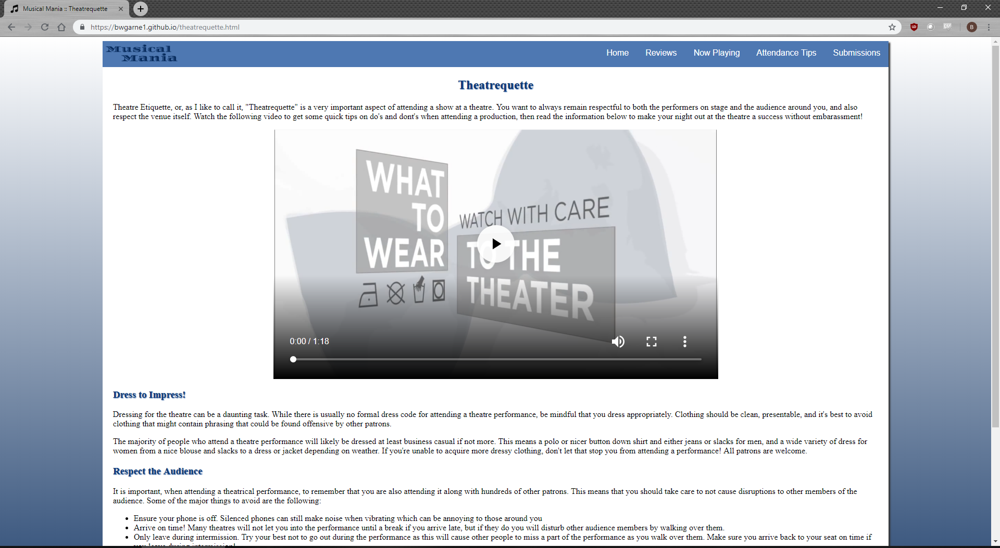 Musical Mania :: Theatrequette
https://bwgarne1.github.io/theatrequette.html
B
Musical
Mania
Home Reviews Now Playing Attendance Tips Submissions
Theatrequette
Theatre Etiquette, or, as I like to call it, "Theatrequette" is a very important aspect of attending a show at a theatre. You want to always remain respectful to both the performers on stage and the audience around you, and also
respect the venue itself. Watch the following video to get some quick tips on do's and dont's when attending a production, then read the information below to make your night out at the theatre a success without embarassment!
WHAT
TO
WEAR
WATCH WITH CARE
TO THE
THEATER
0:00 / 1:18
Dress to Impress!
Dressing for the theatre can be a daunting task. While there is usually no formal dress code for attending a theatre performance, be mindful that you dress appropriately. Clothing should be clean, presentable, and it's best to avoid
clothing that might contain phrasing that could be found offensive by other patrons.
The majority of people who attend a theatre performance will likely be dressed at least business casual if not more. This means a polo or nicer button down shirt and either jeans or slacks for men, and a wide variety of dress for
women from a nice blouse and slacks to a dress or jacket depending on weather. If you're unable to acquire more dressy clothing, don't let that stop you from attending a performance! All patrons are welcome.
Respect the Audience
It is important, when attending a theatrical performance, to remember that you are also attending it along with hundreds of other patrons. This means that you should take care to not cause disruptions to other members of the
audience. Some of the major things to avoid are the following:
• Ensure your phone is off. Silenced phones can still make noise when vibrating which can be annoying to those around you
• Arrive on time! Many theatres will not let you into the performance until a break if you arrive late, but if they do you will disturb other audience members by walking over them.
• Only leave during intermission. Try your best not to go out during the performance as this will cause other people to miss a part of the performance as you walk over them. Make sure you arrive back to your seat on time if
you leave during intermission!